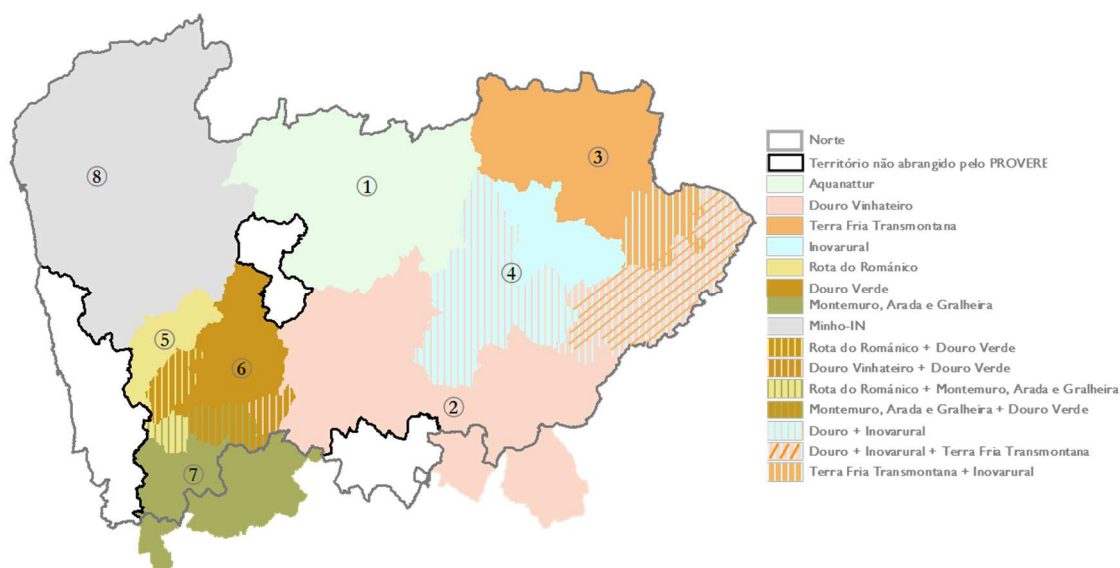 8
1
3
4
5
6
2
7
Norte
Território não abrangido pelo PROVERE
Aquanattur
Douro Vinhateiro
Terra Fria Transmontana
Inovarural
Rota do Românico
Douro Verde
Montemuro, Arada e Gralheira
Minho-IN
Rota do Românico + Douro Verde
Douro Vinhateiro + Douro Verde
Rota do Românico + Montemuro, Arada e Gralheira
Montemuro, Arada e Gralheira + Douro Verde
Douro + Inovarural
Douro + Inovarural + Terra Fria Transmontana
Terra Fria Transmontana + Inovarural